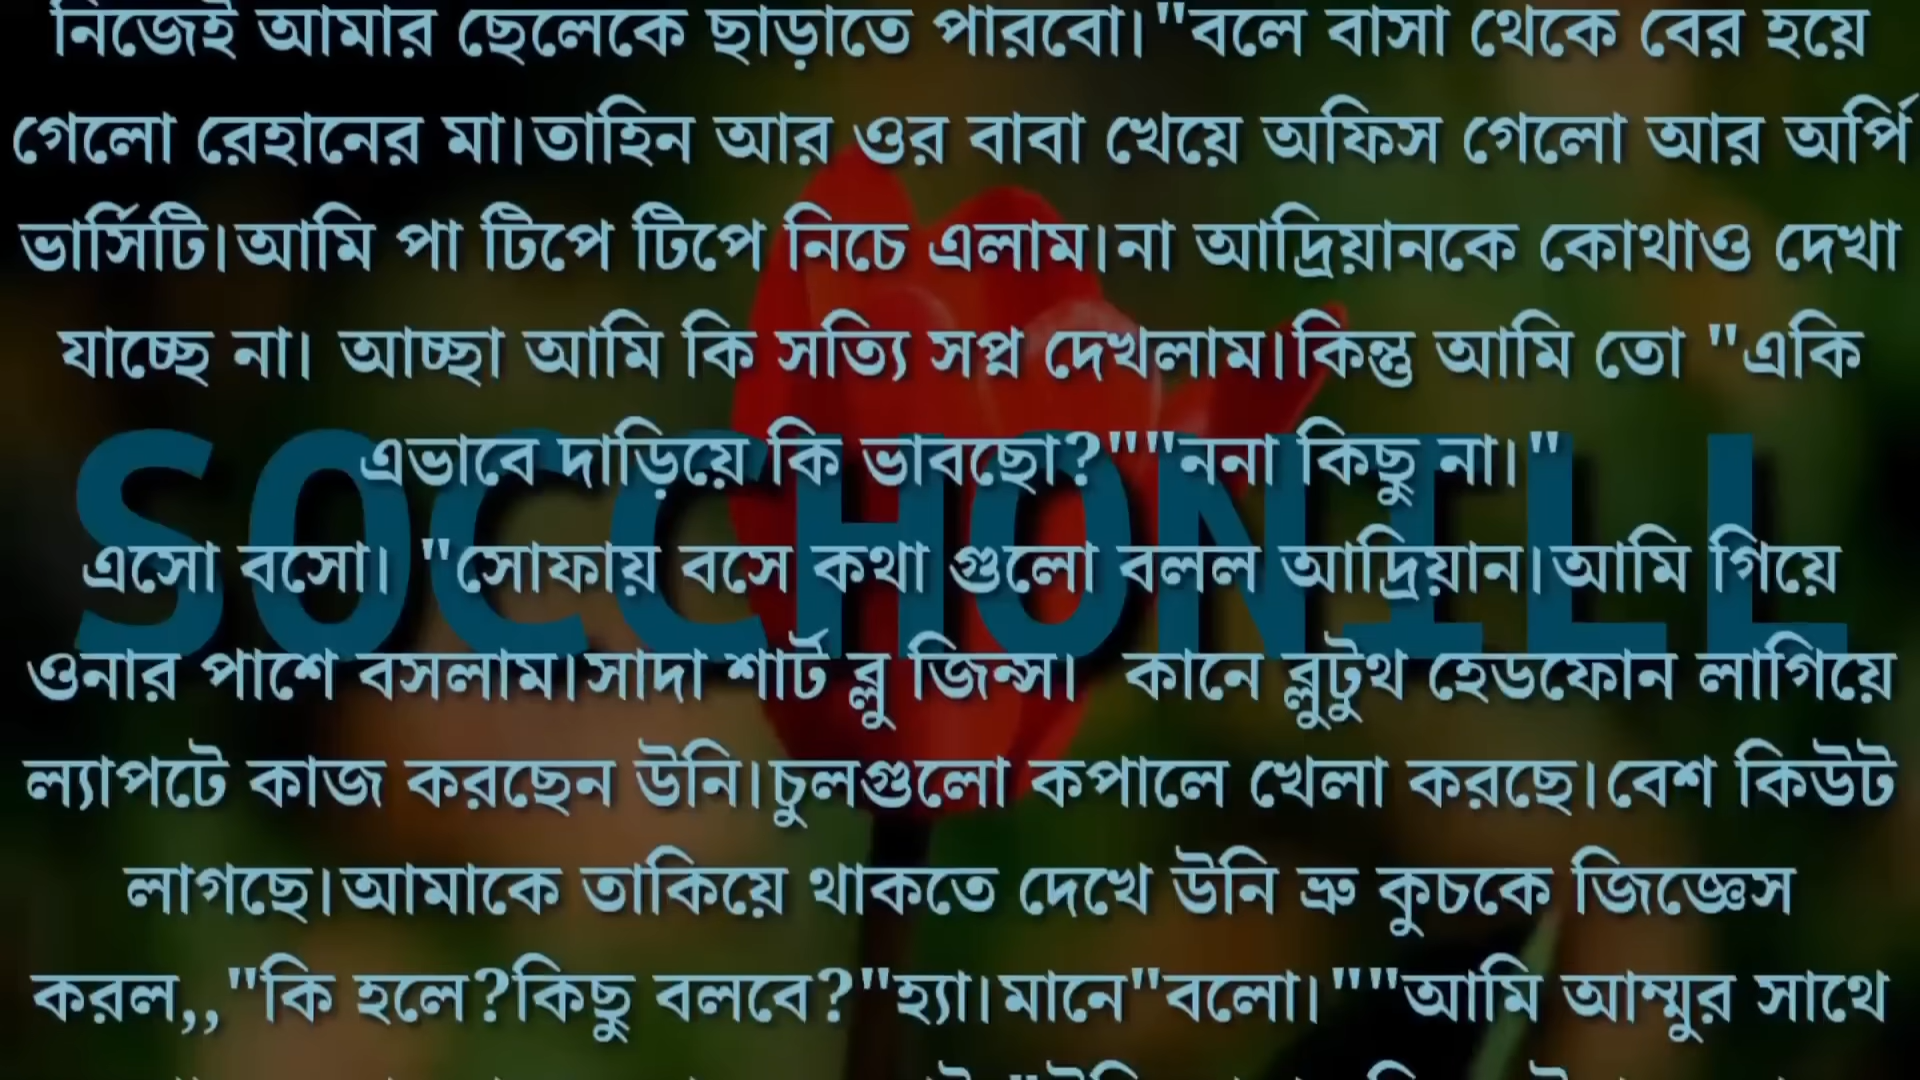 নিজেই আমার ছেলেকে ছাড়াতে পারবো।"বলে বাসা থেকে বের হয়ে
গেলো রেহানের মা।তাহিন আর ওর বাবা খেয়ে অফিস গেলো আর অর্পি
ভার্সিটি।আমি পা টিপে টিপে নিচে এলাম।না আদ্রিয়ানকে কোথাও দেখা
যাচ্ছে না। আচ্ছা আমি কি সত্যি সপ্ন দেখলাম।কিন্তু আমি তো "একি
এভাবে দাড়িয়ে কি ভাবছো?""ননা কিছু না।"
SOCCHONILL
এসো বসো। "সোফায় বসে কথা গুলো বলল আদ্রিয়ান।আমি গিয়ে
ওনার পাশে বসলাম।সাদা শার্ট ব্লু জিন্স। কানে ব্লুটুথ হেডফোন লাগিয়ে
ল্যাপটে কাজ করছেন উনি।চুলগুলো কপালে খেলা করছে।বেশ কিউট
লাগছে।আমাকে তাকিয়ে থাকতে দেখে উনি ভ্রু কুচকে জিজ্ঞেস
করল,,"কি হলে?কিছু বলবে?"হ্যা।মানে"বলো।""আমি আম্মুর সাথে